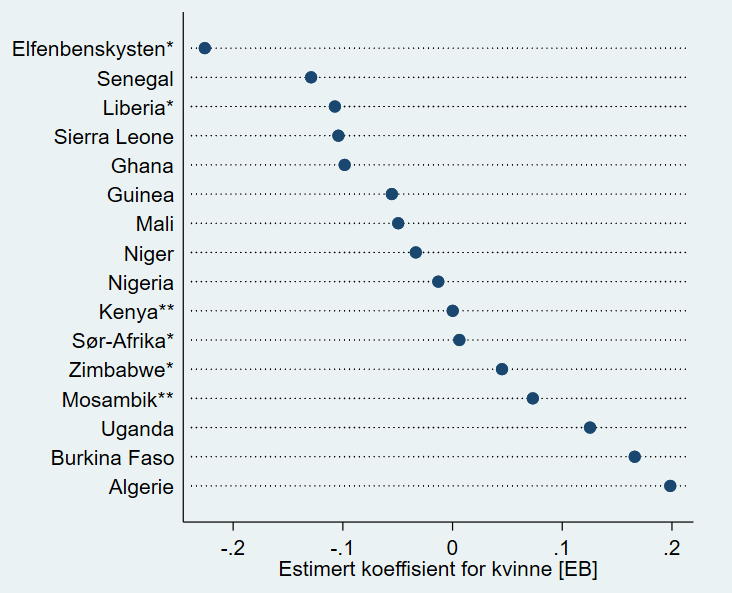 Elfenbenskysten*
Senegal
Liberia*
Sierra Leone
Ghana
Guinea
Mali
Niger
Nigeria
Kenya**
Sør-Afrika*
Zimbabwe*
Mosambik**
Uganda
Burkina Faso
Algerie
-.2 -.1 0 .1 .2
Estimert koeffisient for kvinne [EB]